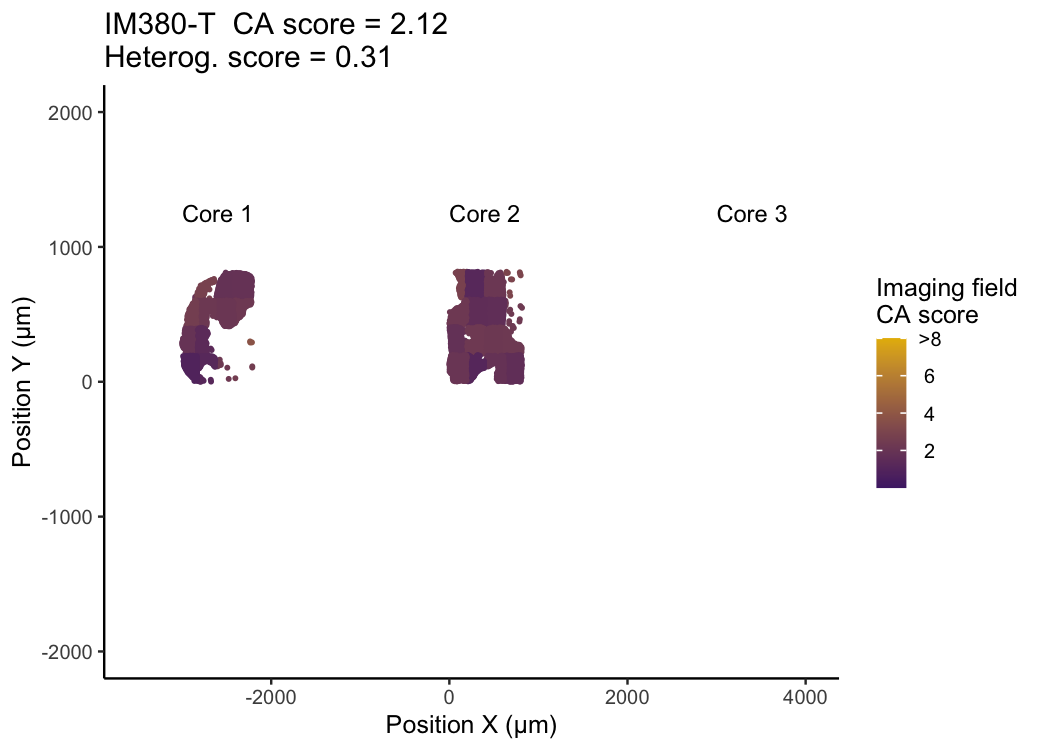 IM380-T  CA score = 2.12
Heterog. score = 0.31
2000
1000
0
-1000
-2000
Position Y (µm)
Core 1
Core 2
Core 3
-2000
0
2000
4000
Position X (µm)
Imaging field
CA score
>8
6
4
2